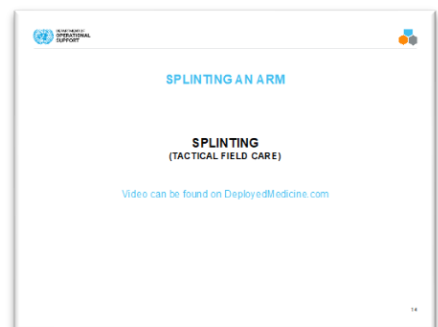 DEPARTMENT OF
OPERATIONAL
SUPPORT
SPLINTING AN ARM
SPLINTING
(TACTICAL FIELD CARE)
Video can be found on DeployedMedicine.com
14